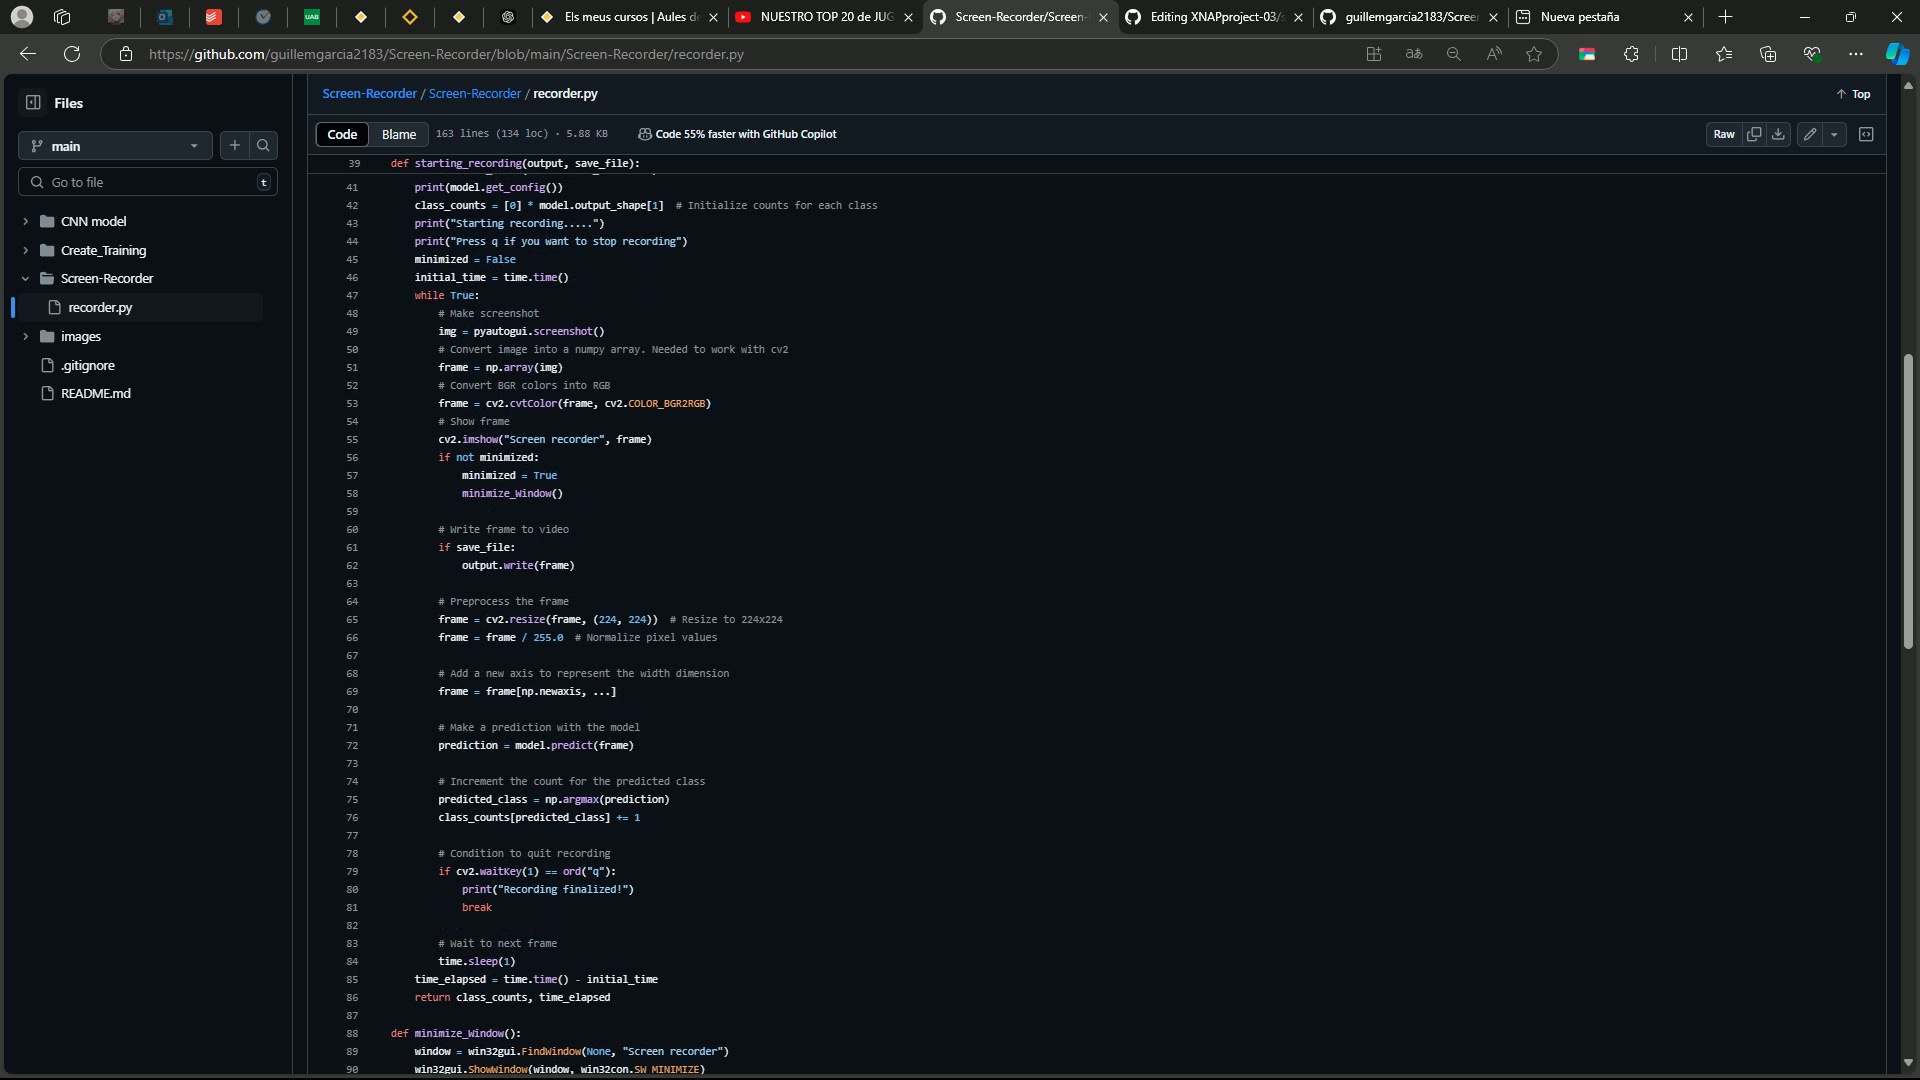 UAB
Els meus cursos | Aules d
NUESTRO TOP 20 de JUG
Screen-Recorder/Screen-
Editing XNAPproject-03/s
guillemgarcia2183/Scree
Nueva pestaña
https://github.com/guillemgarcia2183/Screen-Recorder/blob/main/Screen-Recorder/recorder.py
Files
main
Go to file
t
CNN model
Create_Training
Screen-Recorder
recorder.py
images
.gitignore
README.md
Screen-Recorder / Screen-Recorder / recorder.py
Top
Code Blame 163 lines (134 loc) · 5.88 KB Code 55% faster with GitHub Copilot
Raw
39 def starting_recording(output, save_file):
41 print(model.get_config())
42 class_counts = [0] * model.output_shape[1] # Initialize counts for each class
43 print("Starting recording.....")
44 print("Press q if you want to stop recording")
45 minimized = False
46 initial_time = time.time()
47 while True:
48 # Make screenshot
49 img = pyautogui.screenshot()
50 # Convert image into a numpy array. Needed to work with cv2
51 frame = np.array(img)
52 # Convert BGR colors into RGB
53 frame = cv2.cvtColor(frame, cv2.COLOR_BGR2RGB)
54 # Show frame
55 cv2.imshow("Screen recorder", frame)
56 if not minimized:
57 minimized = True
58 minimize_Window()
59
60 # Write frame to video
61 if save_file:
62 output.write(frame)
63
64 # Preprocess the frame
65 frame = cv2.resize(frame, (224, 224)) # Resize to 224x224
66 frame = frame / 255.0 # Normalize pixel values
67
68 # Add a new axis to represent the width dimension
69 frame = frame[np.newaxis, ...]
70
71 # Make a prediction with the model
72 prediction = model.predict(frame)
73
74 # Increment the count for the predicted class
75 predicted_class = np.argmax(prediction)
76 class_counts[predicted_class] += 1
77
78 # Condition to quit recording
79 if cv2.waitKey(1) == ord("q"):
80 print("Recording finalized!")
81 break
82
83 # Wait to next frame
84 time.sleep(1)
85 time_elapsed = time.time() - initial_time
86 return class_counts, time_elapsed
87
88 def minimize_Window():
89 window = win32gui.FindWindow(None, "Screen recorder")
90 win32gui.ShowWindow(window, win32con.SW_MINIMIZE)